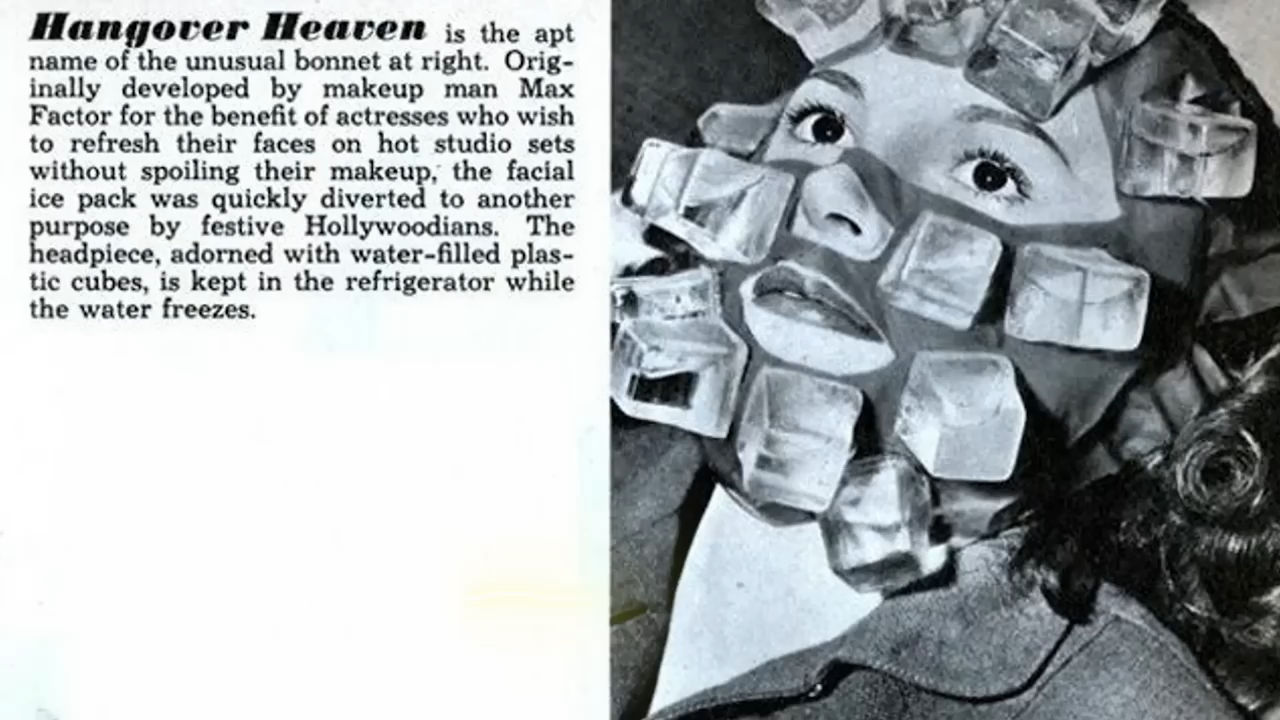 Hangover Heaven is the apt
name of the unusual bonnet at right. Orig-
inally developed by makeup man Max
Factor for the benefit of actresses who wish
to refresh their faces on hot studio sets
without spoiling their makeup, the facial
ice pack was quickly diverted to another
purpose by festive Hollywoodians. The
headpiece, adorned with water-filled plas-
tic cubes, is kept in the refrigerator while
the water freezes.